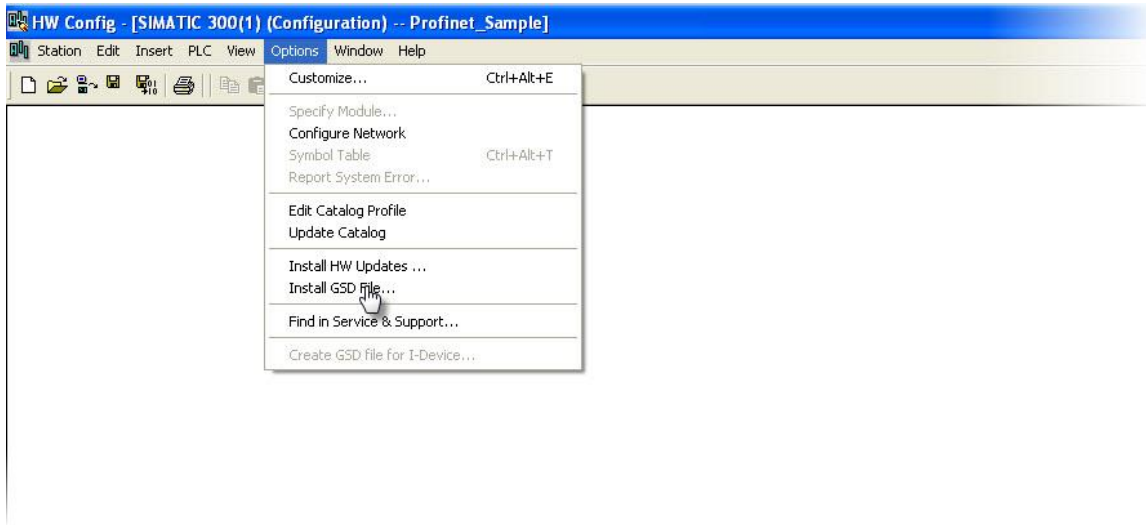 HW Config - [SIMATIC 300(1) (Configuration) -- Profinet_Sample]
Station Edit Insert PLC View Options Window Help
Customize... Ctrl+Alt+E
Specify Module...
Configure Network
Symbol Table Ctrl+Alt+T
Report System Error...
Edit Catalog Profile
Update Catalog
Install HW Updates ...
Install GSD File...
Find in Service & Support...
Create GSD file for I-Device...